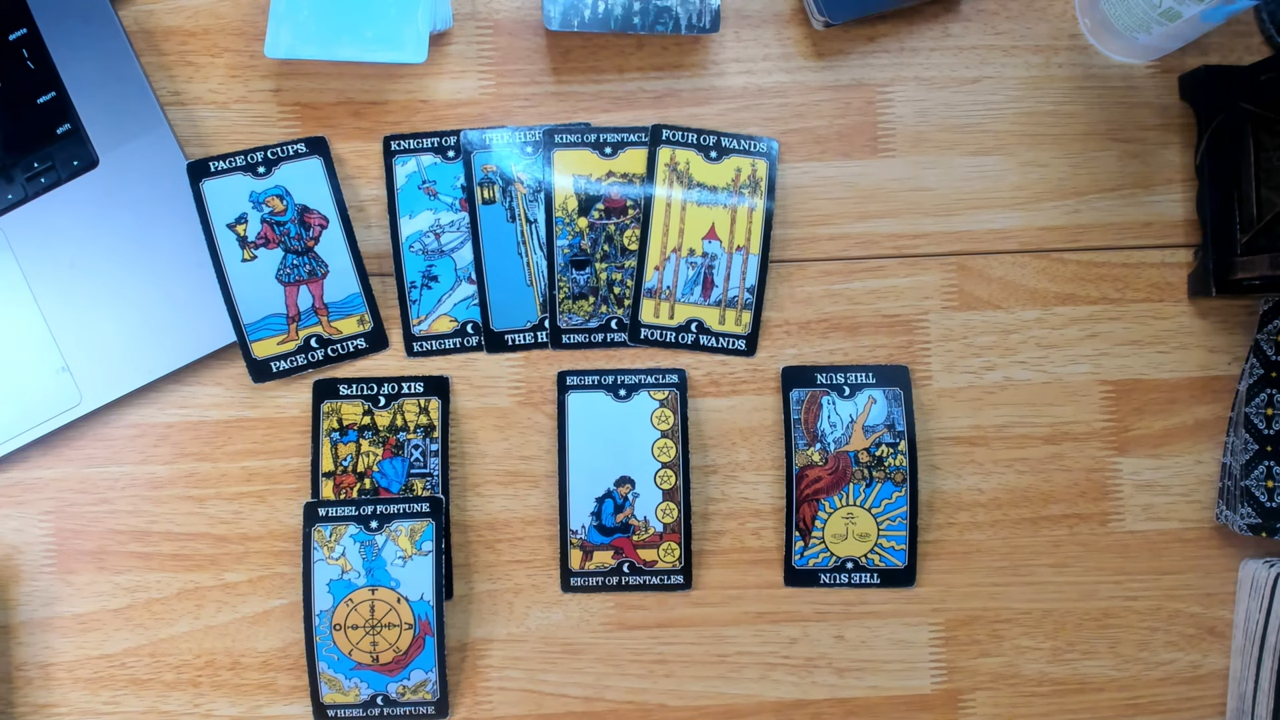 delete
return
shift
PAGE OF CUPS.
PAGE OF CUPS.
KNIGHT OF
KNIGHT OF
THE HER
THE H
KING OF PENTACL
KING OF PEN
FOUR OF WANDS.
FOUR OF WANDS.
SIX OF CUPS.
WHEEL OF FORTUNE.
WHEEL OF FORTUNE.
EIGHT OF PENTACLES.
EIGHT OF PENTACLES.
THE SUN.
THE SUN.